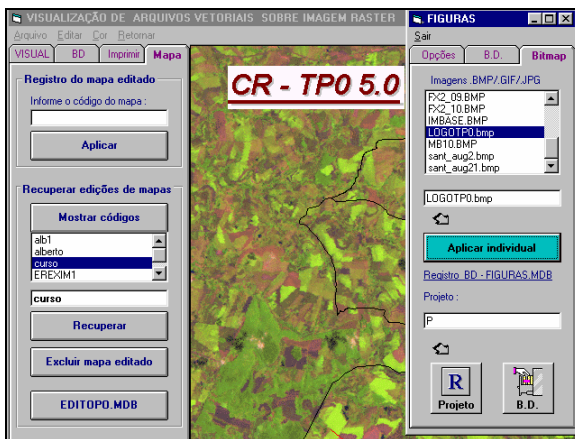 VISUALIZAÇÃO DE ARQUIVOS VETORIAIS SOBRE IMAGEM RASTER
Arquivo Editar Cor Retornar
VISUAL BD Imprimir Mapa
Registro do mapa editado
Informe o código do mapa :
Aplicar
Recuperar edições de mapas
Mostrar códigos
alb1
alberto
curso
EREXIM1
curso
Recuperar
Excluir mapa editado
EDITOPO.MDB
CR - TP0 5.0
FIGURAS
Sair
Opções B.D. Bitmap
Imagens .BMP/.GIF/.JPG
FX2_09.BMP
FX2_10.BMP
IMBASE.BMP
LOGOTP0.bmp
MB10.BMP
sant_aug2.bmp
sant_aug21.bmp
LOGOTP0.bmp
Aplicar individual
Registro BD - FIGURAS.MDB
Projeto :
P
R
Projeto
B.D.